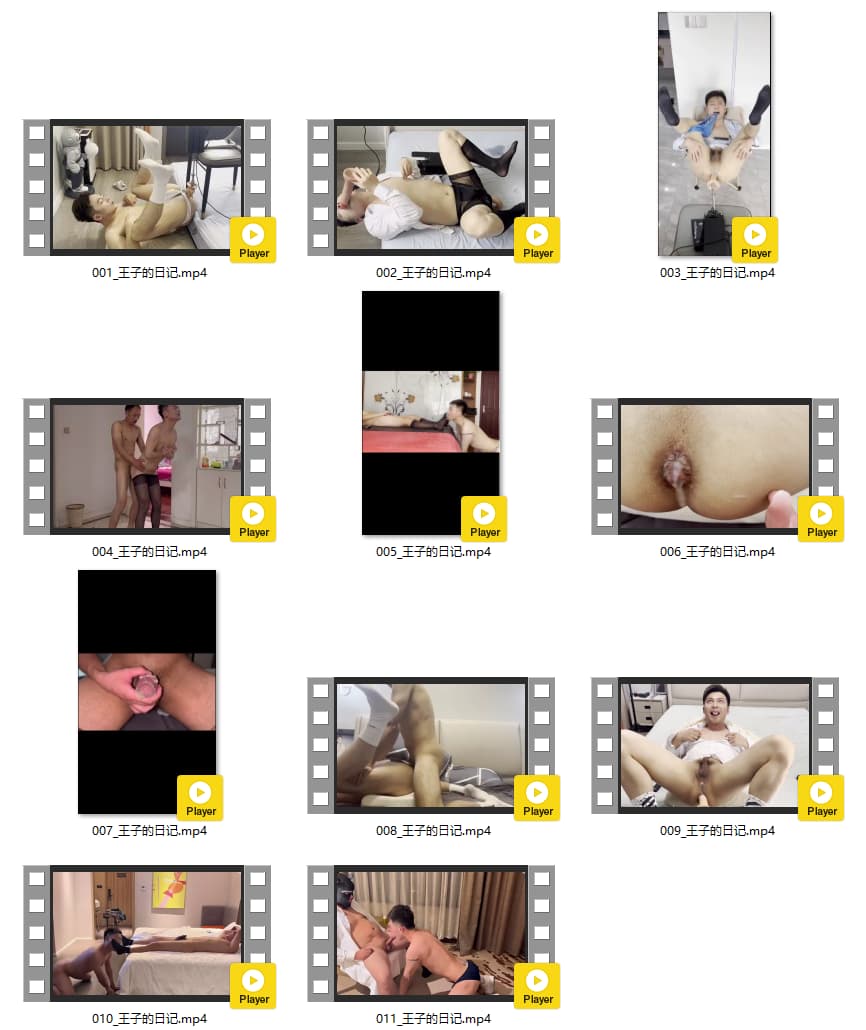 Player
Player
Player
001_王子的日记.mp4
002_王子的日记.mp4
003_王子的日记.mp4
Player
Player
Player
004_王子的日记.mp4
005_王子的日记.mp4
006_王子的日记.mp4
Player
Player
Player
007_王子的日记.mp4
008_王子的日记.mp4
009_王子的日记.mp4
Player
Player
010_王子的日记.mp4
011_王子的日记.mp4